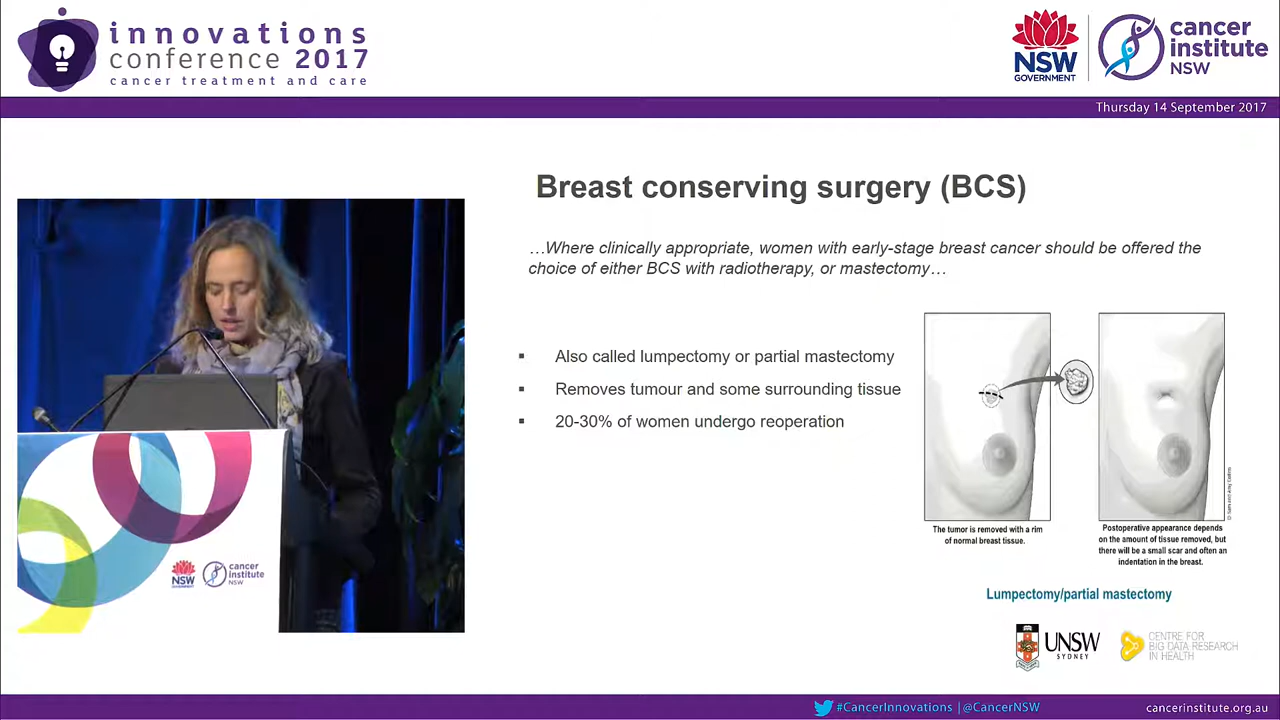 innovations
conference 2017
cancer treatment and care
NSW
GOVERNMENT
cancer
institute
NSW
Thursday 14 September 2017
Breast conserving surgery (BCS)
…Where clinically appropriate, women with early-stage breast cancer should be offered the
choice of either BCS with radiotherapy, or mastectomy…
▪ Also called lumpectomy or partial mastectomy
▪ Removes tumour and some surrounding tissue
▪ 20-30% of women undergo reoperation
The tumor is removed with a rim
of normal breast tissue.
Postoperative appearance depends
on the amount of tissue removed, but
there will be a small scar and often an
indentation in the breast.
Lumpectomy/partial mastectomy
NSW
cancer
institute
NSW
UNSW
SYDNEY
CENTRE FOR
BIG DATA RESEARCH
IN HEALTH
#CancerInnovations | @CancerNSW
cancerinstitute.org.au